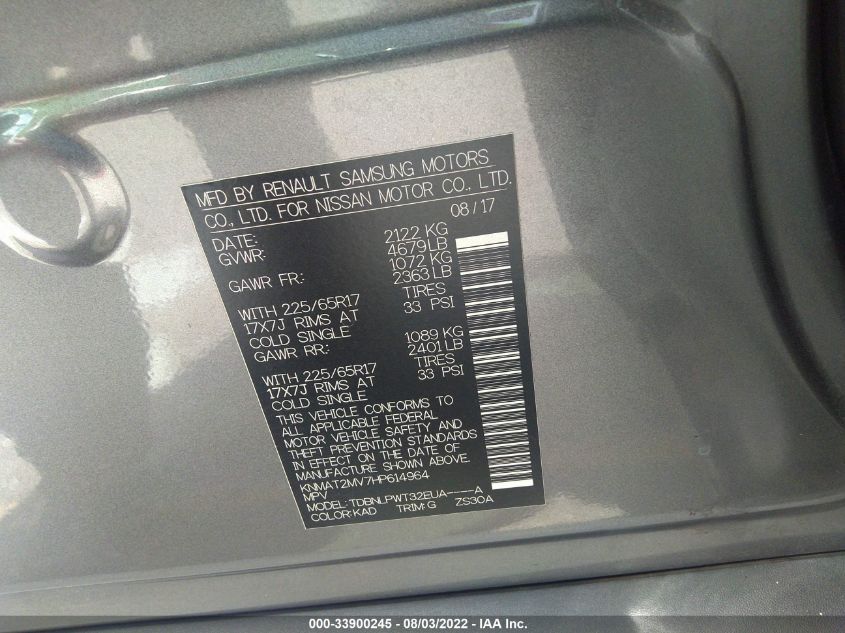 MFD BY RENAULT SAMSUNG MOTORS
CO., LTD. FOR NISSAN MOTOR CO., LTD.
DATE: 08/17
GVWR: 2122 KG
4679 LB
GAWR FR: 1072 KG
2363 LB
WITH 225/65R17 TIRES
17X7J RIMS AT 33 PSI
COLD SINGLE
GAWR RR: 1089 KG
2401 LB
WITH 225/65R17 TIRES
17X7J RIMS AT 33 PSI
COLD SINGLE
THIS VEHICLE CONFORMS TO
ALL APPLICABLE FEDERAL
MOTOR VEHICLE SAFETY AND
THEFT PREVENTION STANDARDS
IN EFFECT ON THE DATE OF
MANUFACTURE SHOWN ABOVE.
KNMAT2MV7HP614964
MPV
MODEL: TDBNLPWT32EUA----A
COLOR: KAD TRIM: G ZS30A
000-33900245 - 08/03/2022 - IAA Inc.